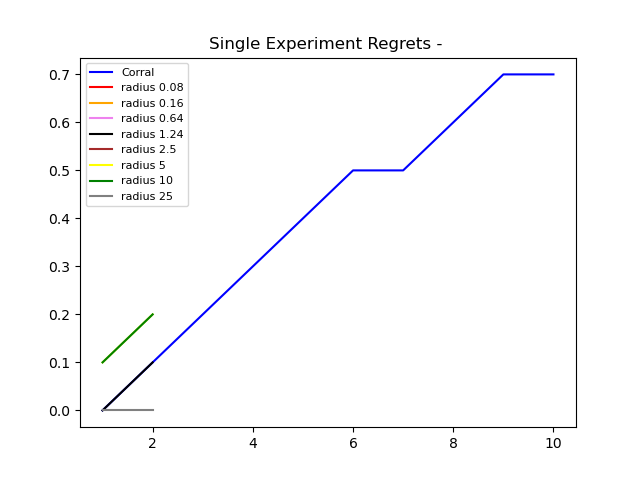 Single Experiment Regrets -
0.7
0.6
0.5
0.4
0.3
0.2
0.1
0.0
Corral
radius 0.08
radius 0.16
radius 0.64
radius 1.24
radius 2.5
radius 5
radius 10
radius 25
2 4 6 8 10